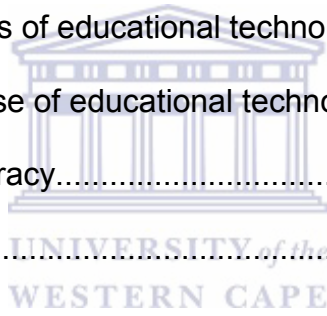 of educational techno
se of educational techno
racy................................
................................
UNIVERSITY of the
WESTERN CAPE